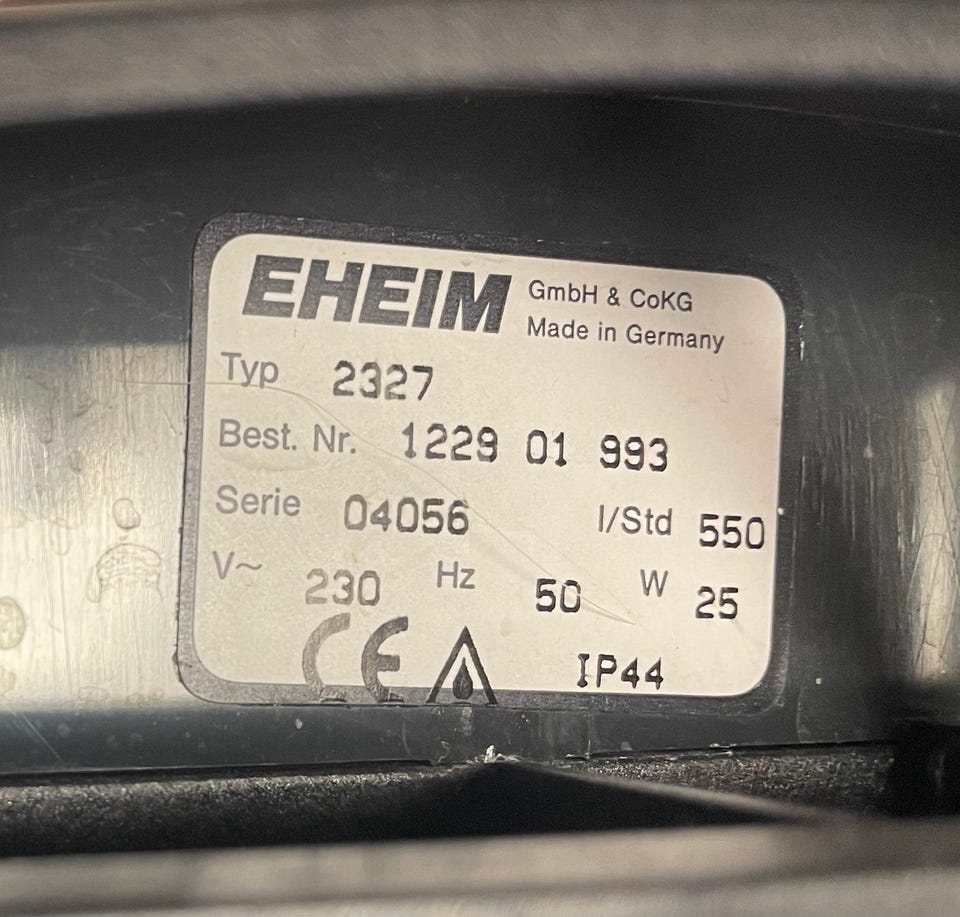 EHEIM GmbH & CoKG
Made in Germany
Typ 2327
Best. Nr. 1229 01 993
Serie 04056 l/Std 550
V~ 230 Hz 50 W 25
CE IP44